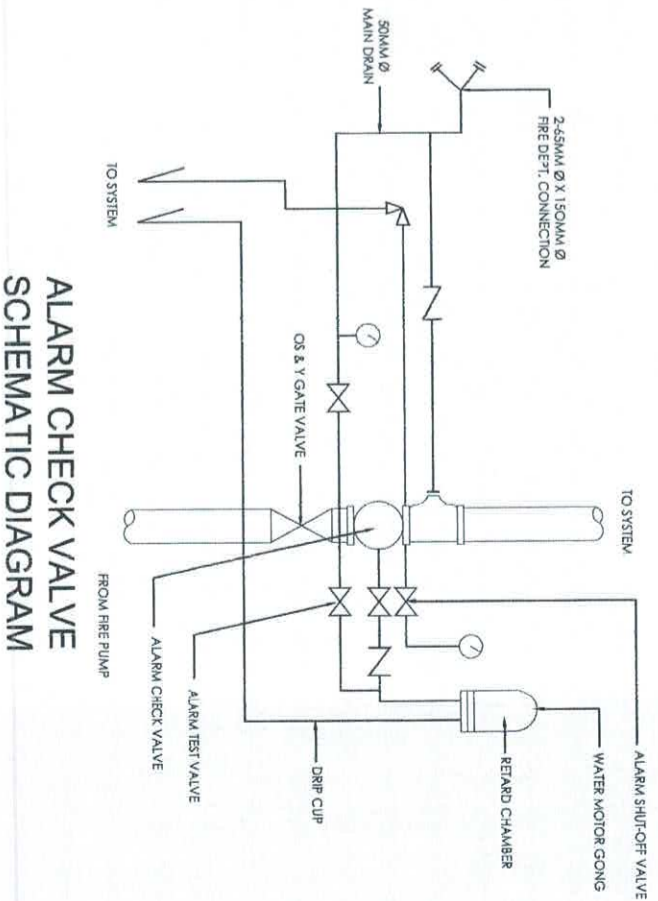 2-65MM Ø X 150MM Ø
FIRE DEPT. CONNECTION
50MM Ø
MAIN DRAIN
TO SYSTEM
OS & Y GATE VALVE
TO SYSTEM
FROM FIRE PUMP
ALARM SHUT-OFF VALVE
WATER MOTOR GONG
RETARD CHAMBER
DRIP CUP
ALARM TEST VALVE
ALARM CHECK VALVE
ALARM CHECK VALVE
SCHEMATIC DIAGRAM